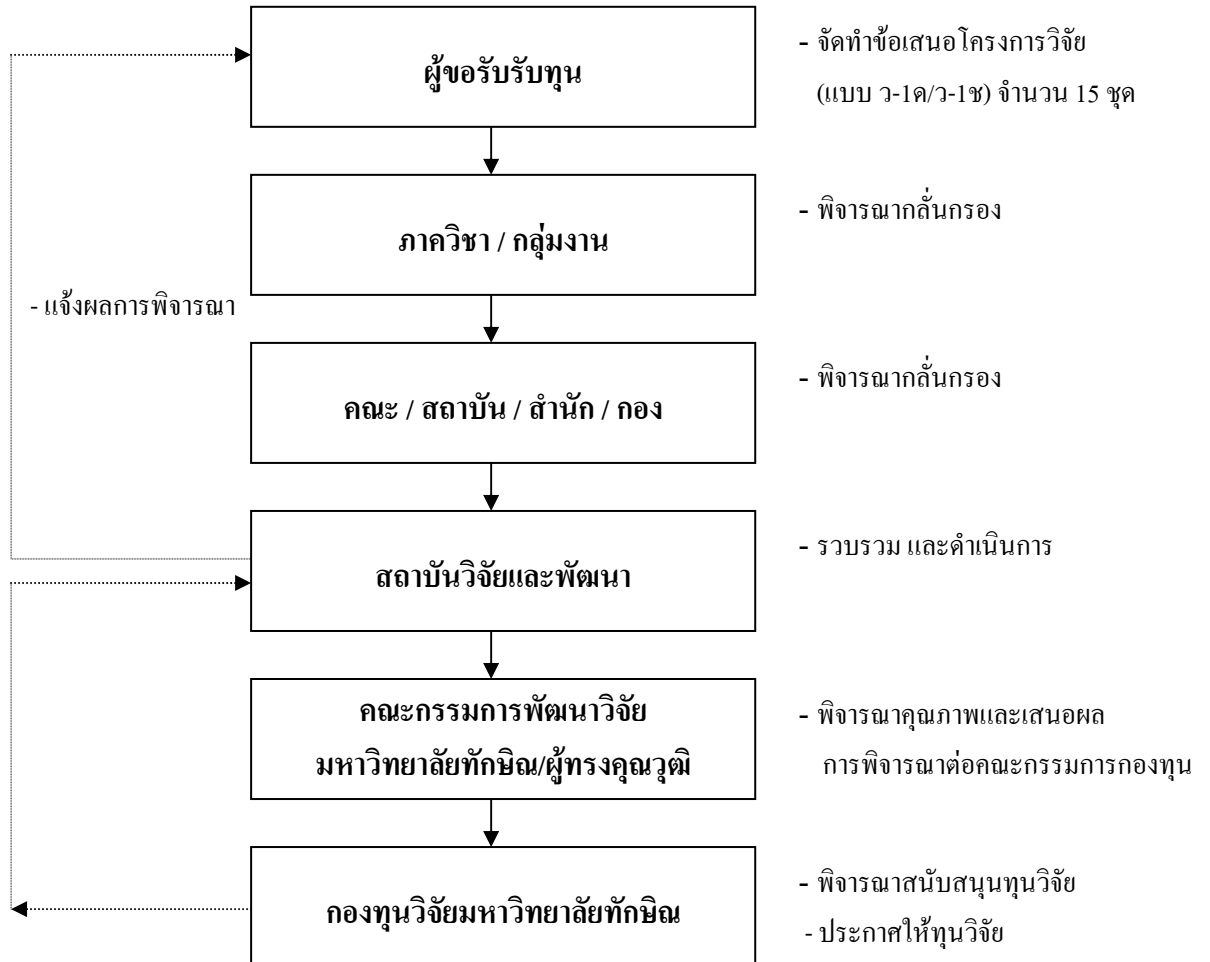 ผู้ขอรับรับทุน
- จัดทำข้อเสนอโครงการวิจัย
(แบบ ว-1ด/ว-1ช) จำนวน 15 ชุด
ภาควิชา / กลุ่มงาน
- พิจารณากลั่นกรอง
- แจ้งผลการพิจารณา
คณะ / สถาบัน / สำนัก / กอง
- พิจารณากลั่นกรอง
สถาบันวิจัยและพัฒนา
- รวบรวม และดำเนินการ
คณะกรรมการพัฒนาวิจัย
มหาวิทยาลัยทักษิณ/ผู้ทรงคุณวุฒิ
- พิจารณาคุณภาพและเสนอผล
การพิจารณาต่อคณะกรรมการกองทุน
กองทุนวิจัยมหาวิทยาลัยทักษิณ
- พิจารณาสนับสนุนทุนวิจัย
- ประกาศให้ทุนวิจัย